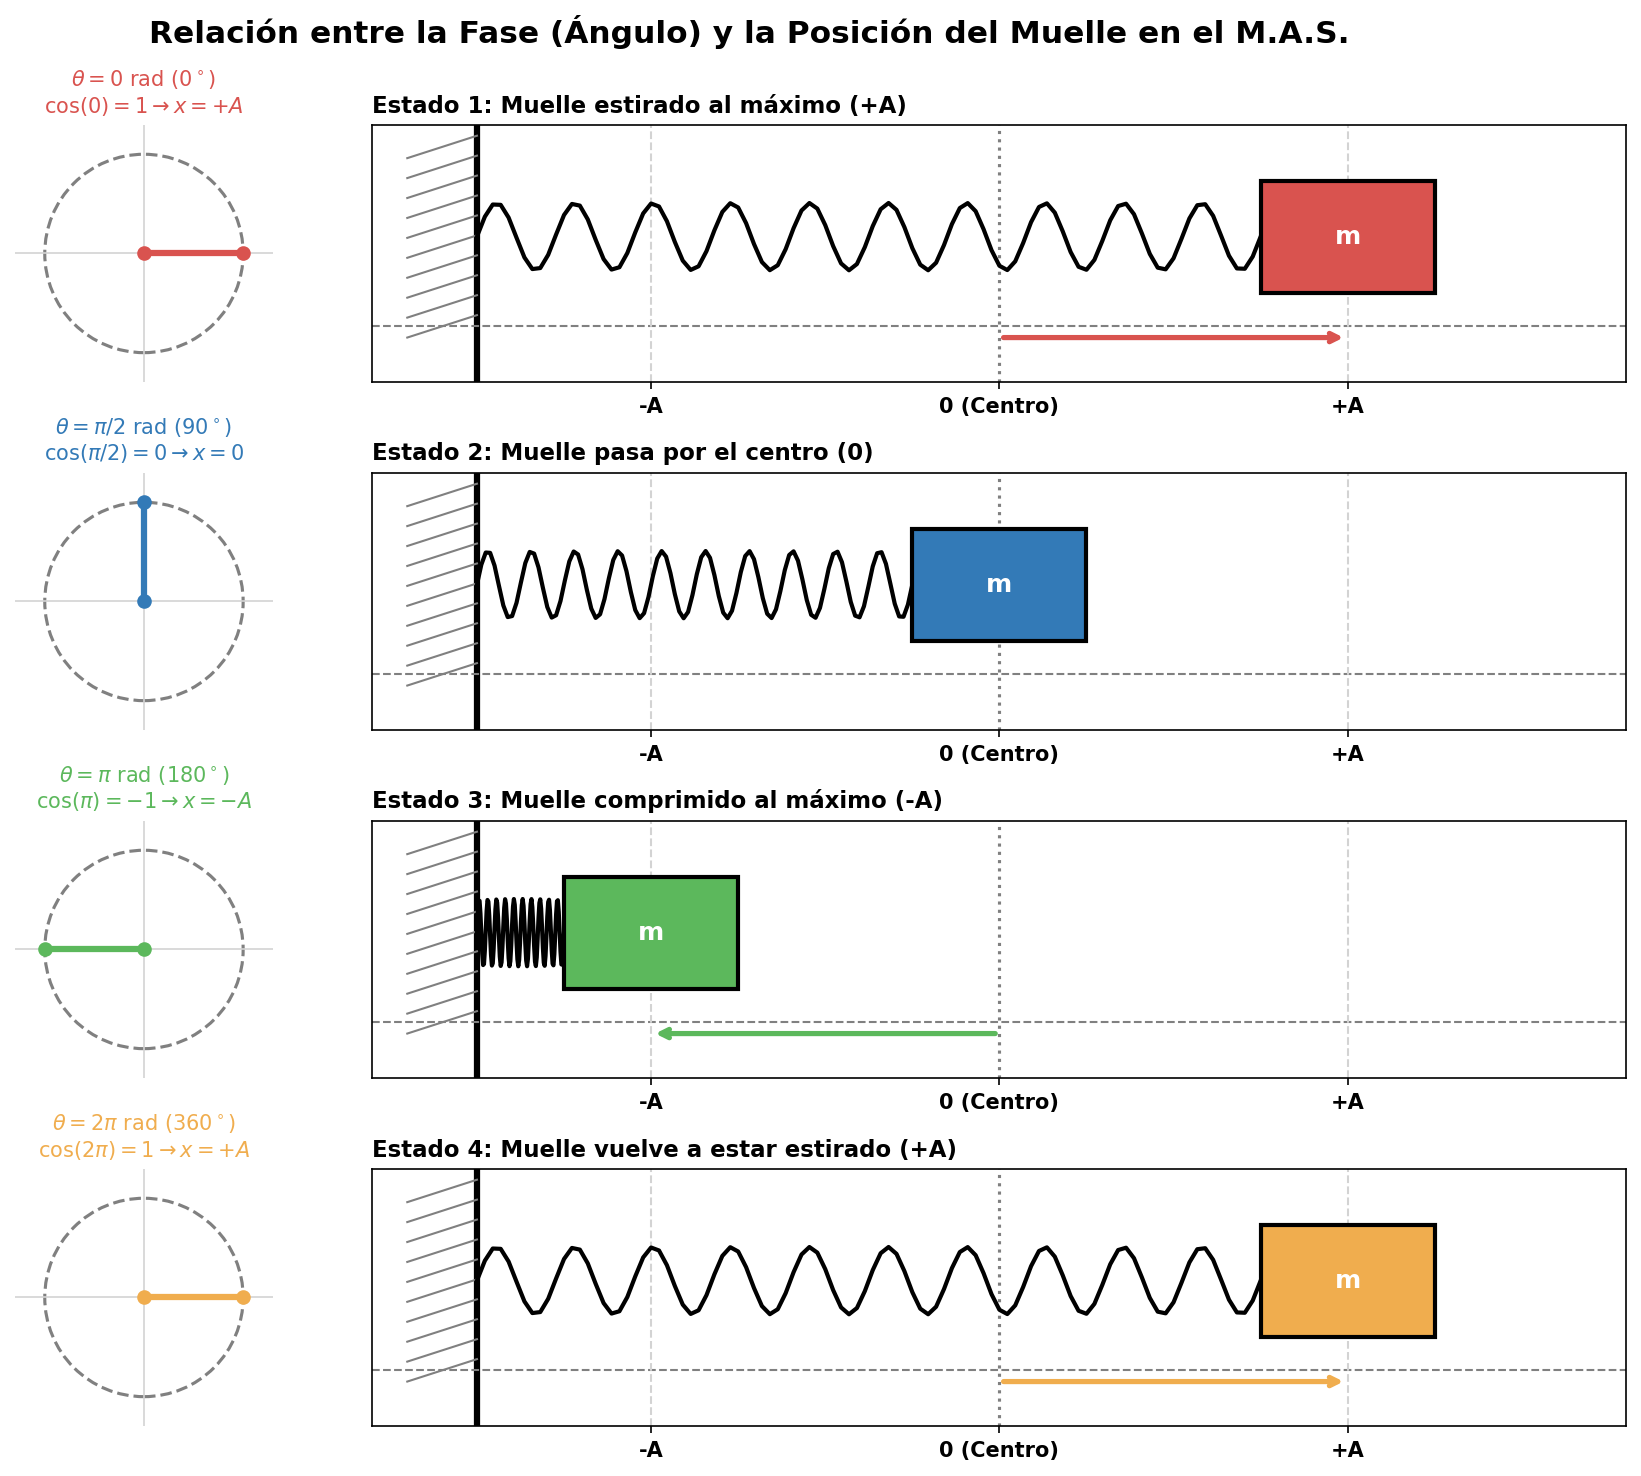 Relación entre la Fase (Ángulo) y la Posición del Muelle en el M.A.S.
θ = 0 rad (0°)
cos(0) = 1 → x = +A
Estado 1: Muelle estirado al máximo (+A)
m
-A 0 (Centro) +A
θ = π/2 rad (90°)
cos(π/2) = 0 → x = 0
Estado 2: Muelle pasa por el centro (0)
m
-A 0 (Centro) +A
θ = π rad (180°)
cos(π) = −1 → x = −A
Estado 3: Muelle comprimido al máximo (-A)
m
-A 0 (Centro) +A
θ = 2π rad (360°)
cos(2π) = 1 → x = +A
Estado 4: Muelle vuelve a estar estirado (+A)
m
-A 0 (Centro) +A